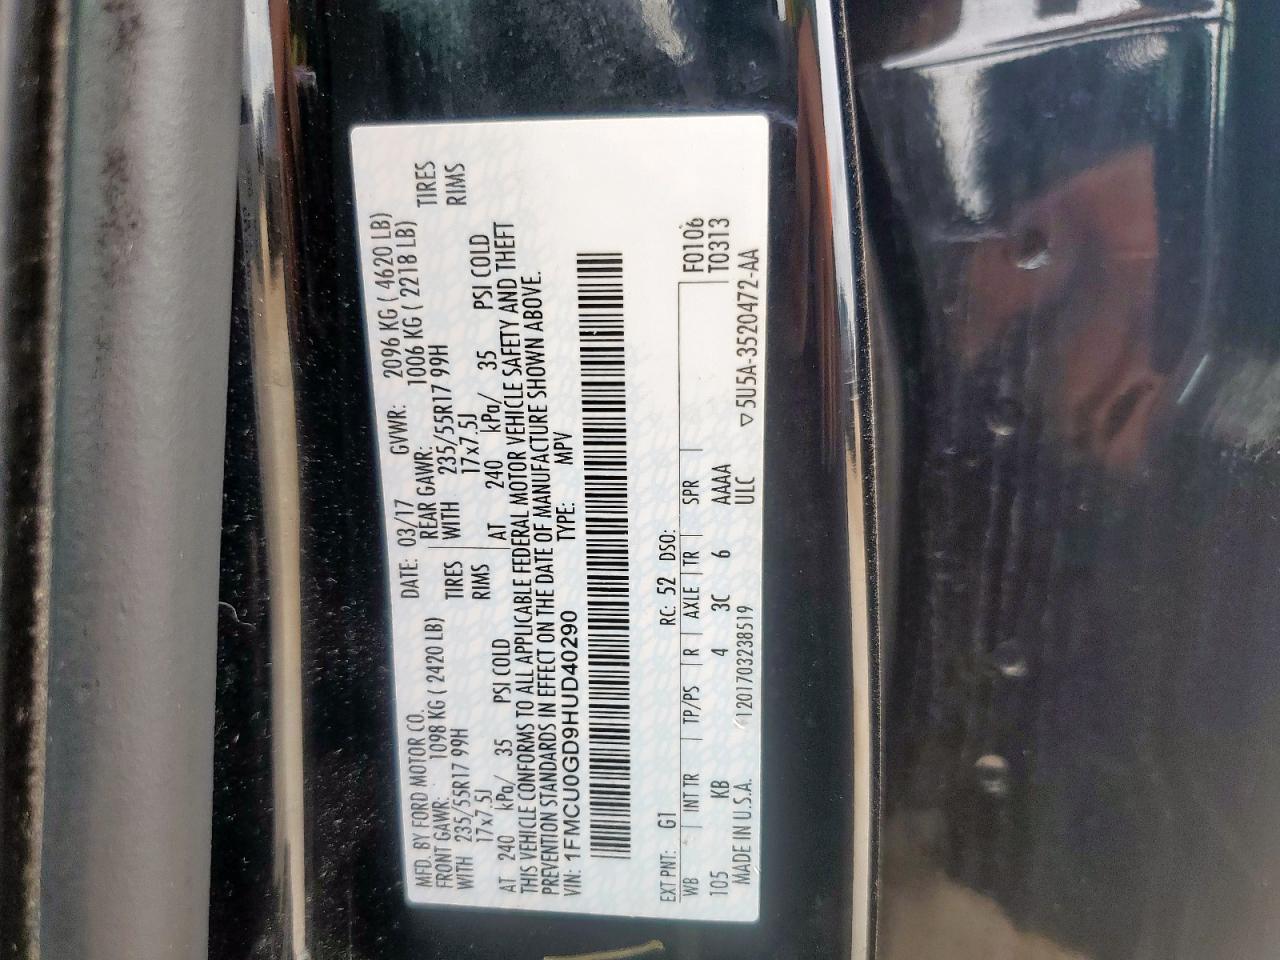 MFD. BY FORD MOTOR CO.
DATE: 03/17 GVWR: 2096 KG ( 4620 LB)
FRONT GAWR: 1098 KG ( 2420 LB)
REAR GAWR: 1006 KG ( 2218 LB)
WITH 235/55R17 99H TIRES
WITH 235/55R17 99H TIRES
17x7.5J RIMS
17x7.5J RIMS
AT 240 kPa/ 35 PSI COLD
AT 240 kPa/ 35 PSI COLD
THIS VEHICLE CONFORMS TO ALL APPLICABLE FEDERAL MOTOR VEHICLE SAFETY AND THEFT
PREVENTION STANDARDS IN EFFECT ON THE DATE OF MANUFACTURE SHOWN ABOVE.
VIN: 1FMCU0GD9HUD40290 TYPE: MPV
EXT PNT: G1 RC: 52 DSO: F0106
WB INT TR TP/PS R AXLE TR SPR T0313
105 KB 4 3C 6 AAAA
MADE IN U.S.A. 1201703238519 ULC ▽5U5A-3520472-AA